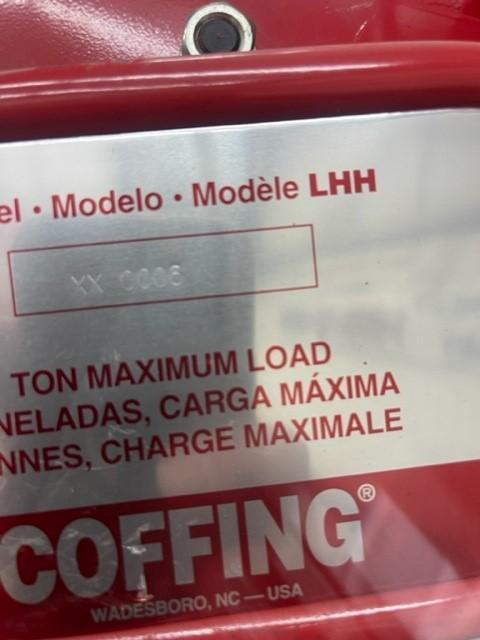 el • Modelo • Modèle LHH
XX 0006
TON MAXIMUM LOAD
NELADAS, CARGA MÁXIMA
NNES, CHARGE MAXIMALE
COFFING®
WADESBORO, NC — USA